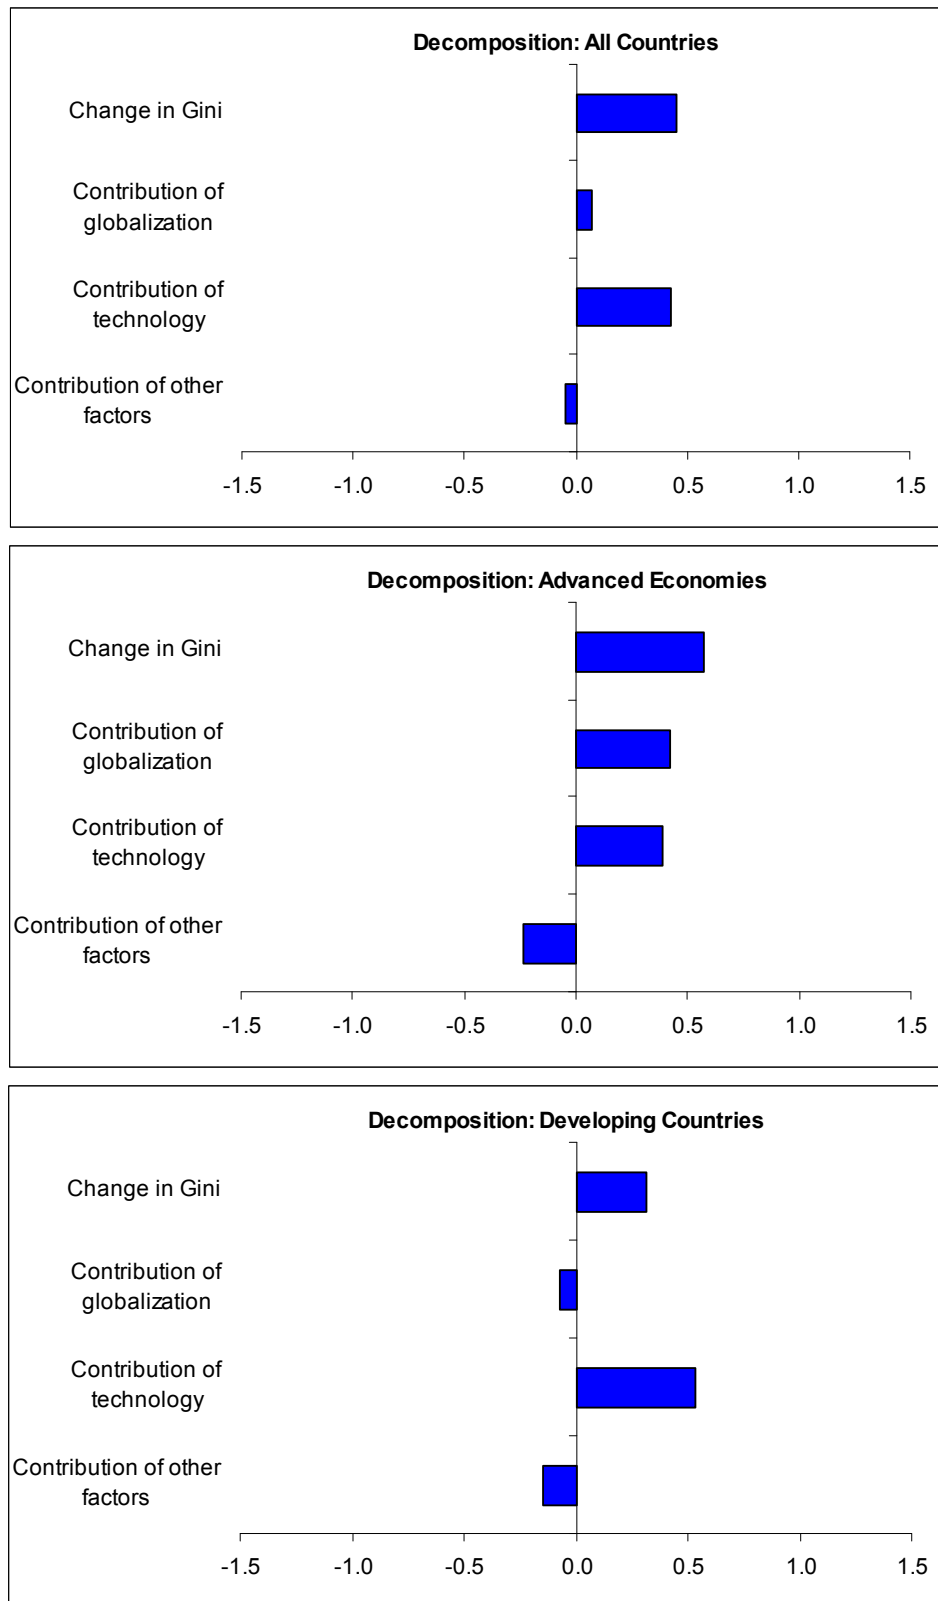 Decomposition: All Countries
Change in Gini
Contribution of
globalization
Contribution of
technology
Contribution of other
factors
-1.5 -1.0 -0.5 0.0 0.5 1.0 1.5
Decomposition: Advanced Economies
Change in Gini
Contribution of
globalization
Contribution of
technology
Contribution of other
factors
-1.5 -1.0 -0.5 0.0 0.5 1.0 1.5
Decomposition: Developing Countries
Change in Gini
Contribution of
globalization
Contribution of
technology
Contribution of other
factors
-1.5 -1.0 -0.5 0.0 0.5 1.0 1.5